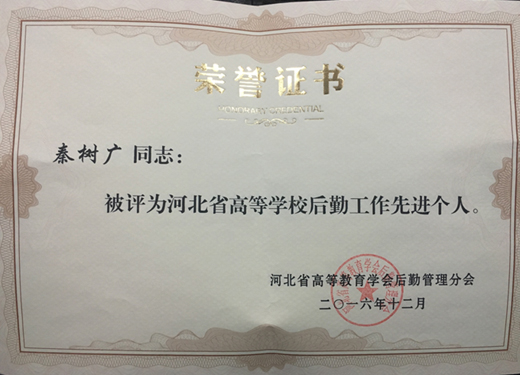 荣誉证书
HONORARY CREDENTIAL
秦树广 同志：
被评为河北省高等学校后勤工作先进个人。
河北省高等教育学会后勤管理分会
二〇一六年十二月